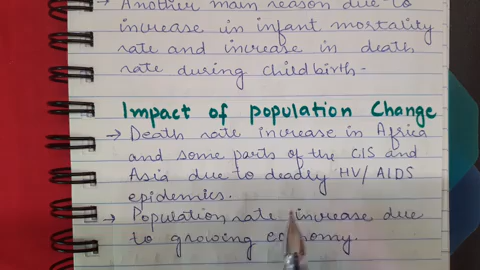 → Another main reason due to
increase in infant mortality
rate and increase in death
rate during childbirth.
Impact of population Change
→ Death rate increase in Africa
and some parts of the CIS and
Asia due to deadly HV/AIDS
epidemics.
→ Population rate increase due
to growing economy.